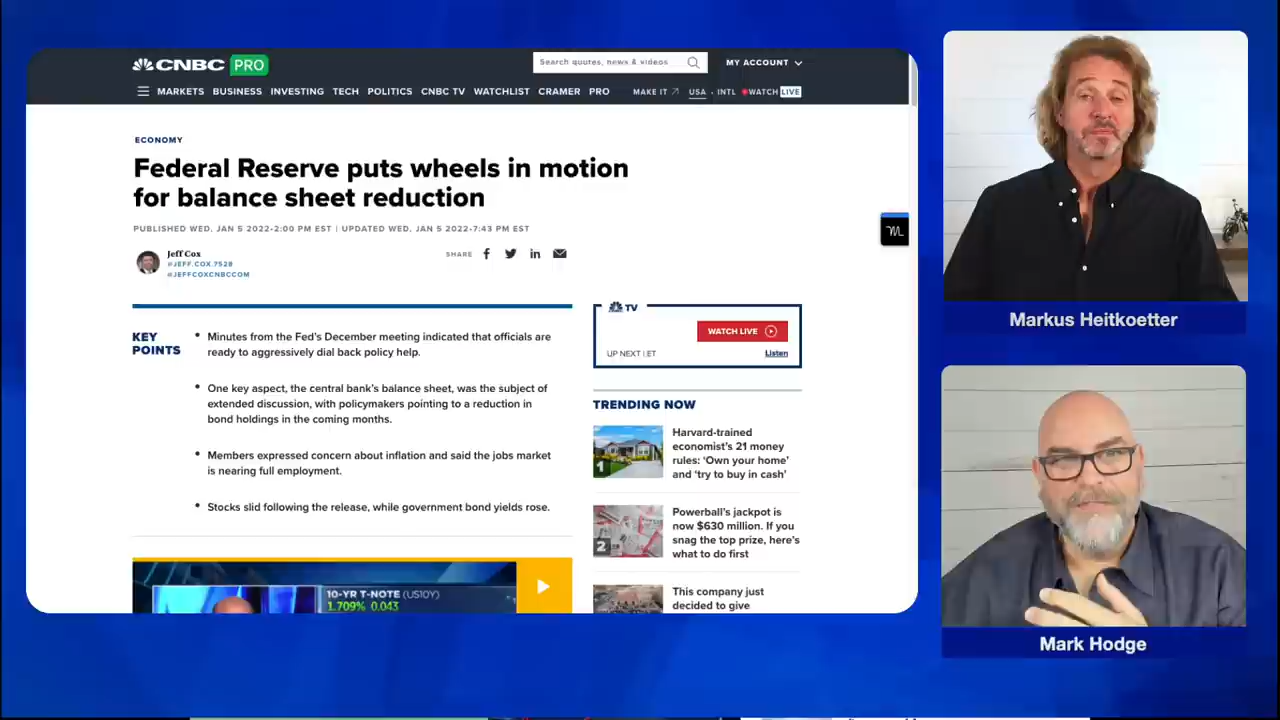 CNBC PRO
Search quotes, news & videos
MY ACCOUNT
MARKETS BUSINESS INVESTING TECH POLITICS CNBC TV WATCHLIST CRAMER PRO
MAKE IT USA • INTL WATCH LIVE
ECONOMY
Federal Reserve puts wheels in motion
for balance sheet reduction
PUBLISHED WED, JAN 5 2022-2:00 PM EST | UPDATED WED, JAN 5 2022-7:43 PM EST
Jeff Cox
@JEFF.COX.7528
@JEFFCOXCNBCCOM
SHARE
KEY
POINTS
• Minutes from the Fed's December meeting indicated that officials are
ready to aggressively dial back policy help.
• One key aspect, the central bank's balance sheet, was the subject of
extended discussion, with policymakers pointing to a reduction in
bond holdings in the coming months.
• Members expressed concern about inflation and said the jobs market
is nearing full employment.
• Stocks slid following the release, while government bond yields rose.
10-YR T-NOTE (US10Y)
1.709% 0.043
TV
WATCH LIVE
UP NEXT | ET
Listen
TRENDING NOW
1
Harvard-trained
economist's 21 money
rules: 'Own your home'
and 'try to buy in cash'
2
Powerball's jackpot is
now $630 million. If you
snag the top prize, here's
what to do first
This company just
decided to give
Markus Heitkoetter
Mark Hodge